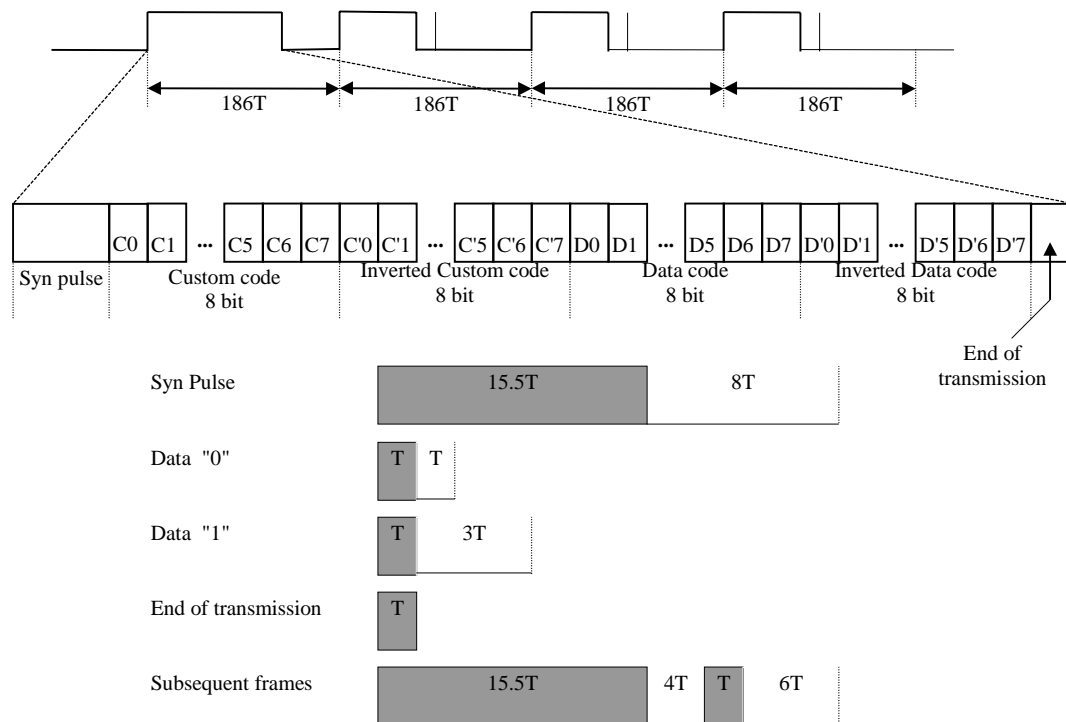 186T 186T 186T 186T
C0 C1 ... C5 C6 C7 C'0 C'1 ... C'5 C'6 C'7 D0 D1 ... D5 D6 D7 D'0 D'1 ... D'5 D'6 D'7
Syn pulse Custom code Inverted Custom code Data code Inverted Data code
8 bit 8 bit 8 bit 8 bit
End of
transmission
Syn Pulse 15.5T 8T
Data "0" T T
Data "1" T 3T
End of transmission T
Subsequent frames 15.5T 4T T 6T